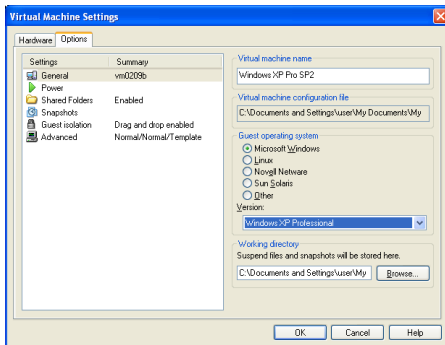 Virtual Machine Settings
Hardware Options
Settings Summary
General vm0209b
Power
Shared Folders Enabled
Snapshots
Guest isolation Drag and drop enabled
Advanced Normal/Normal/Template
Virtual machine name
Windows XP Pro SP2
Virtual machine configuration file
C:\Documents and Settings\user\My Documents\My
Guest operating system
Microsoft Windows
Linux
Novell Netware
Sun Solaris
Other
Version:
Windows XP Professional
Working directory
Suspend files and snapshots will be stored here.
C:\Documents and Settings\user\My
Browse...
OK Cancel Help